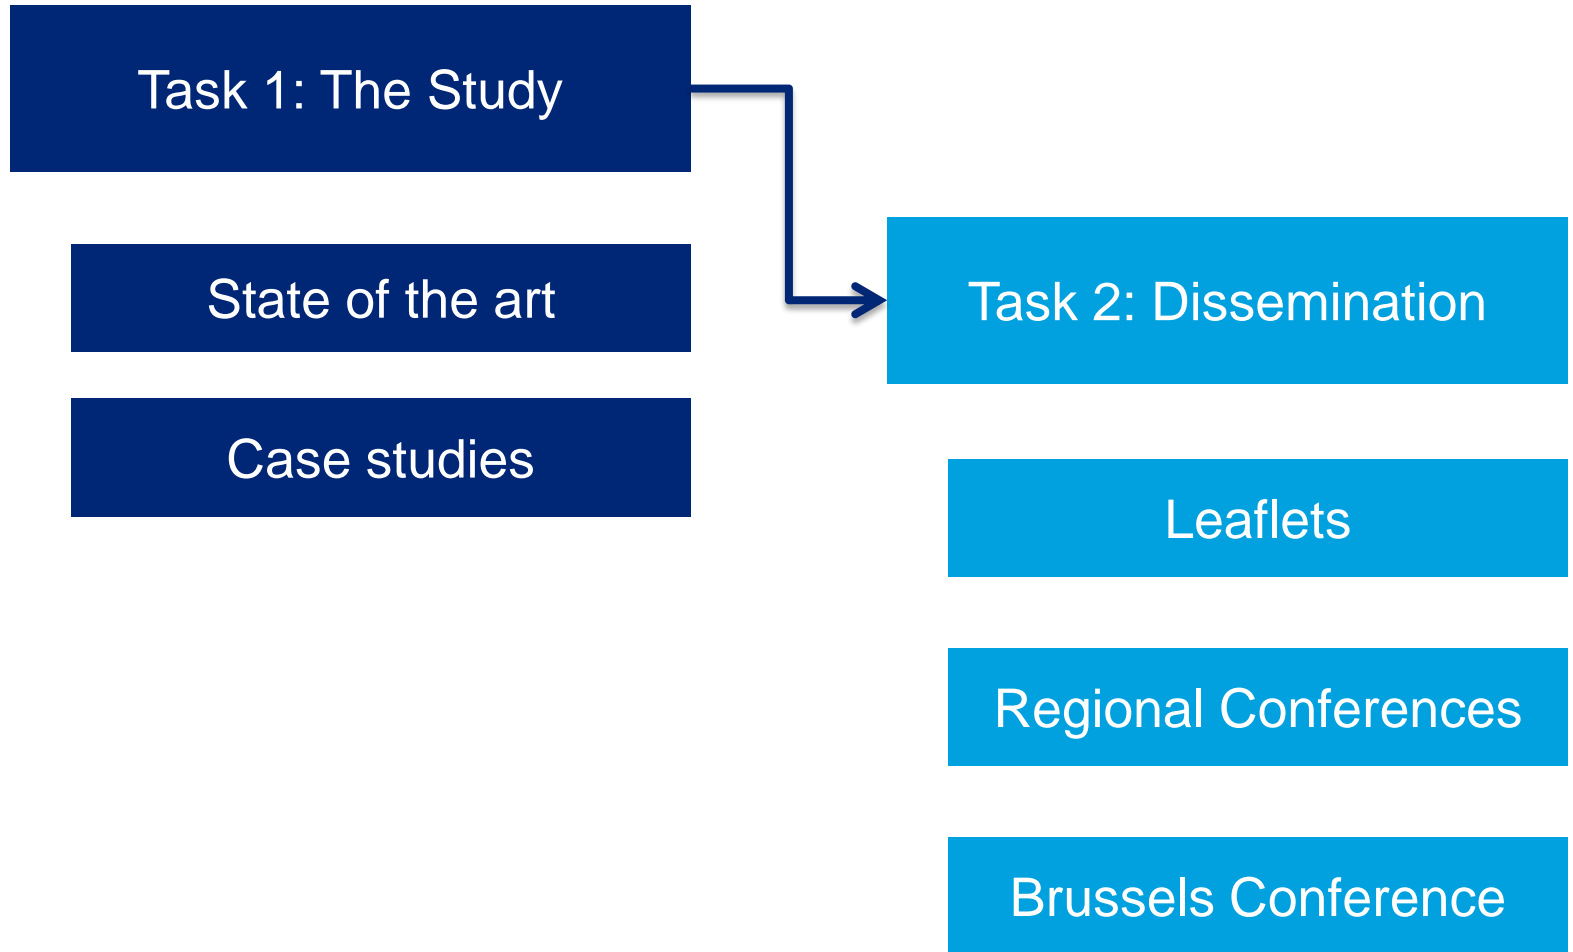 Task 1: The Study
State of the art
Case studies
Task 2: Dissemination
Leaflets
Regional Conferences
Brussels Conference